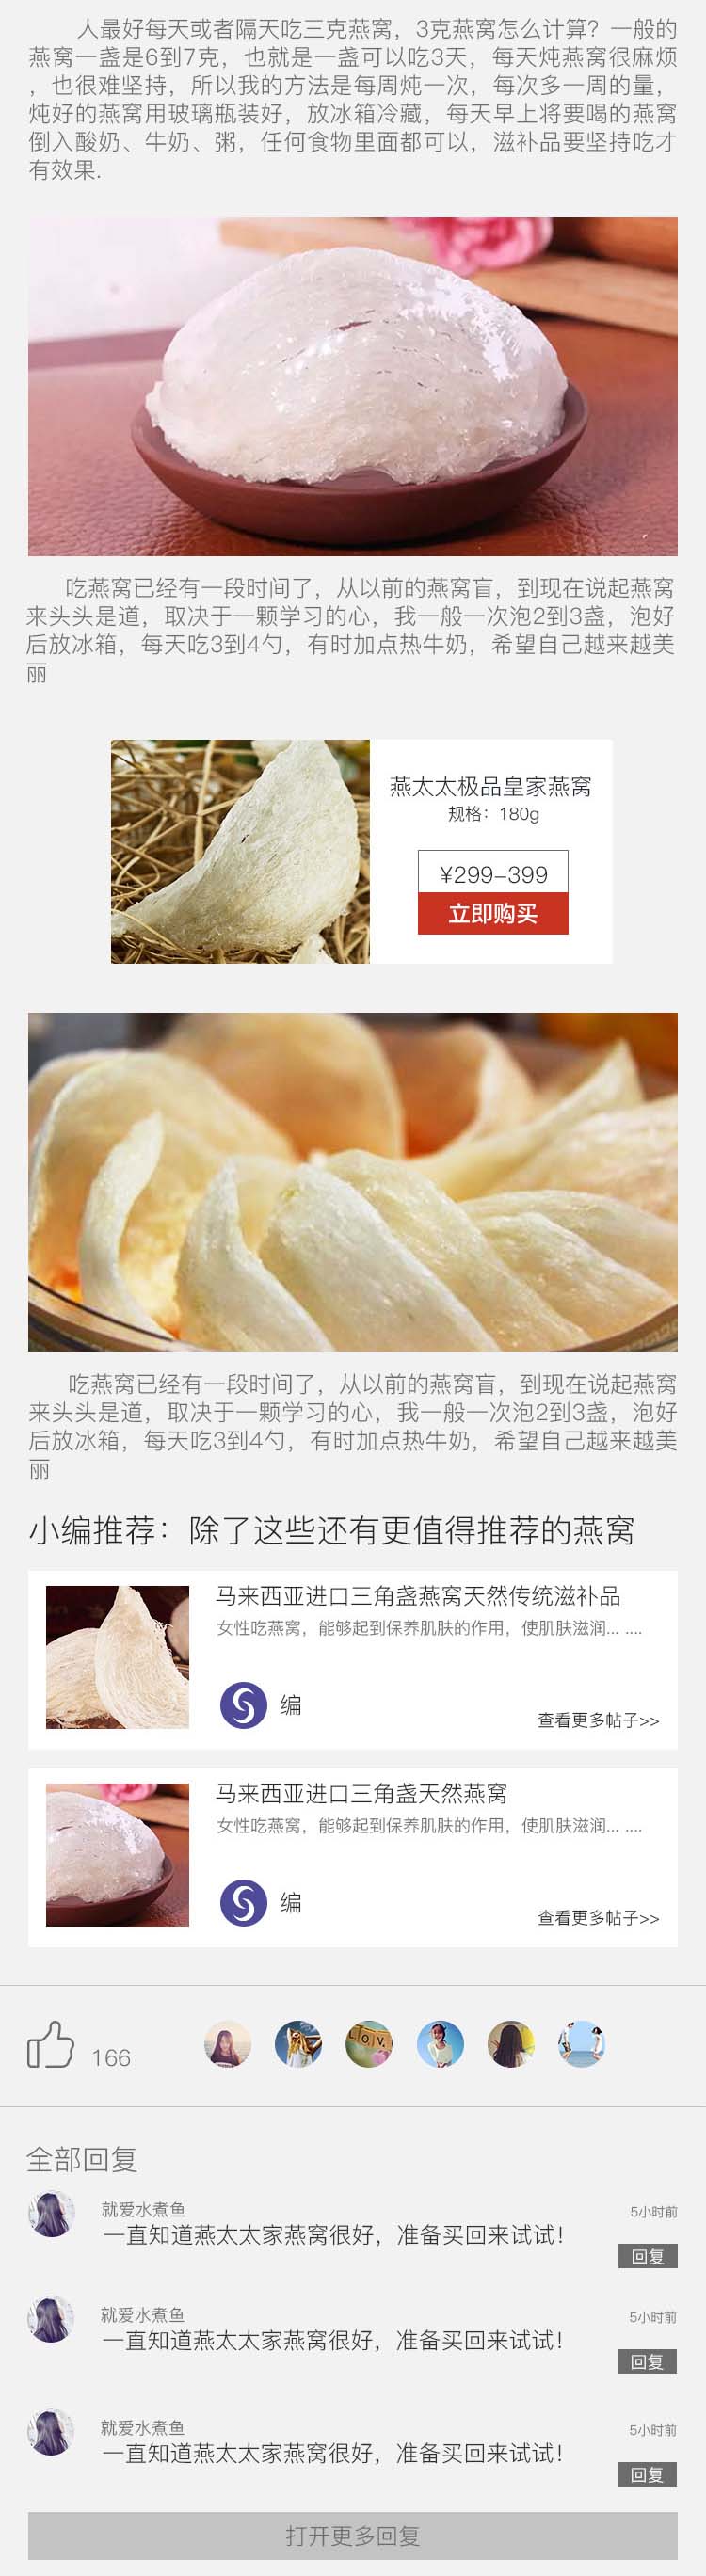 人最好每天或者隔天吃三克燕窝，3克燕窝怎么计算？一般的
燕窝一盏是6到7克，也就是一盏可以吃3天，每天炖燕窝很麻烦
，也很难坚持，所以我的方法是每周炖一次，每次多一周的量，
炖好的燕窝用玻璃瓶装好，放冰箱冷藏，每天早上将要喝的燕窝
倒入酸奶、牛奶、粥，任何食物里面都可以，滋补品要坚持吃才
有效果.
吃燕窝已经有一段时间了，从以前的燕窝盲，到现在说起燕窝
来头头是道，取决于一颗学习的心，我一般一次泡2到3盏，泡好
后放冰箱，每天吃3到4勺，有时加点热牛奶，希望自己越来越美
丽
燕太太极品皇家燕窝
规格：180g
¥299-399
立即购买
吃燕窝已经有一段时间了，从以前的燕窝盲，到现在说起燕窝
来头头是道，取决于一颗学习的心，我一般一次泡2到3盏，泡好
后放冰箱，每天吃3到4勺，有时加点热牛奶，希望自己越来越美
丽
小编推荐：除了这些还有更值得推荐的燕窝
马来西亚进口三角盏燕窝天然传统滋补品
女性吃燕窝，能够起到保养肌肤的作用，使肌肤滋润... ....
编
查看更多帖子>>
马来西亚进口三角盏天然燕窝
女性吃燕窝，能够起到保养肌肤的作用，使肌肤滋润... ....
编
查看更多帖子>>
166
LOV
全部回复
就爱水煮鱼
5小时前
一直知道燕太太家燕窝很好，准备买回来试试！
回复
就爱水煮鱼
5小时前
一直知道燕太太家燕窝很好，准备买回来试试！
回复
就爱水煮鱼
5小时前
一直知道燕太太家燕窝很好，准备买回来试试！
回复
打开更多回复